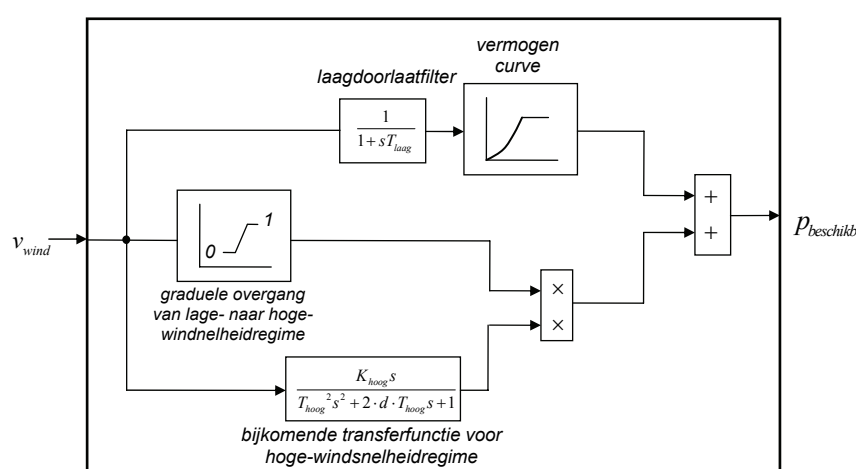 vermogen
curve
laagdoorlaatfilter
1
1 + sT_laag
+
+
p_beschikb
v_wind
0
1
graduele overgang
van lage- naar hoge-
windnelheidregime
×
×
K_hoog s
T_hoog² s² + 2 · d · T_hoog s + 1
bijkomende transferfunctie voor
hoge-windsnelheidregime